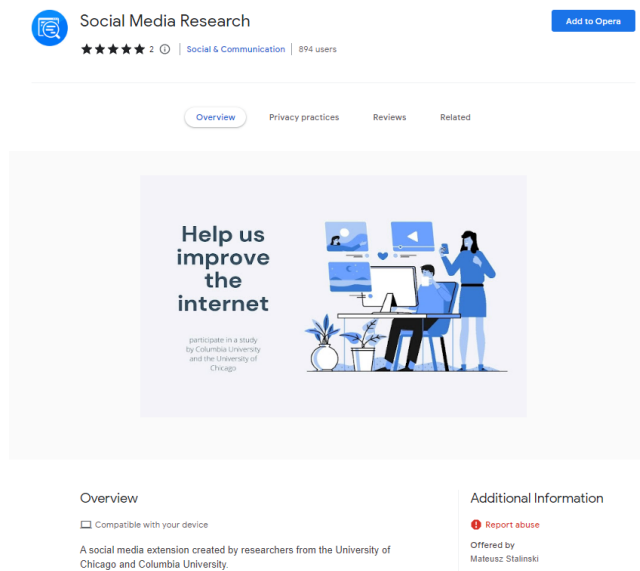 Social Media Research
Add to Opera
2 Social & Communication 894 users
Overview Privacy practices Reviews Related
Help us
improve
the
internet
participate in a study
by Columbia University
and the University of
Chicago
Overview
Compatible with your device
A social media extension created by researchers from the University of
Chicago and Columbia University.
Additional Information
Report abuse
Offered by
Mateusz Stalinski